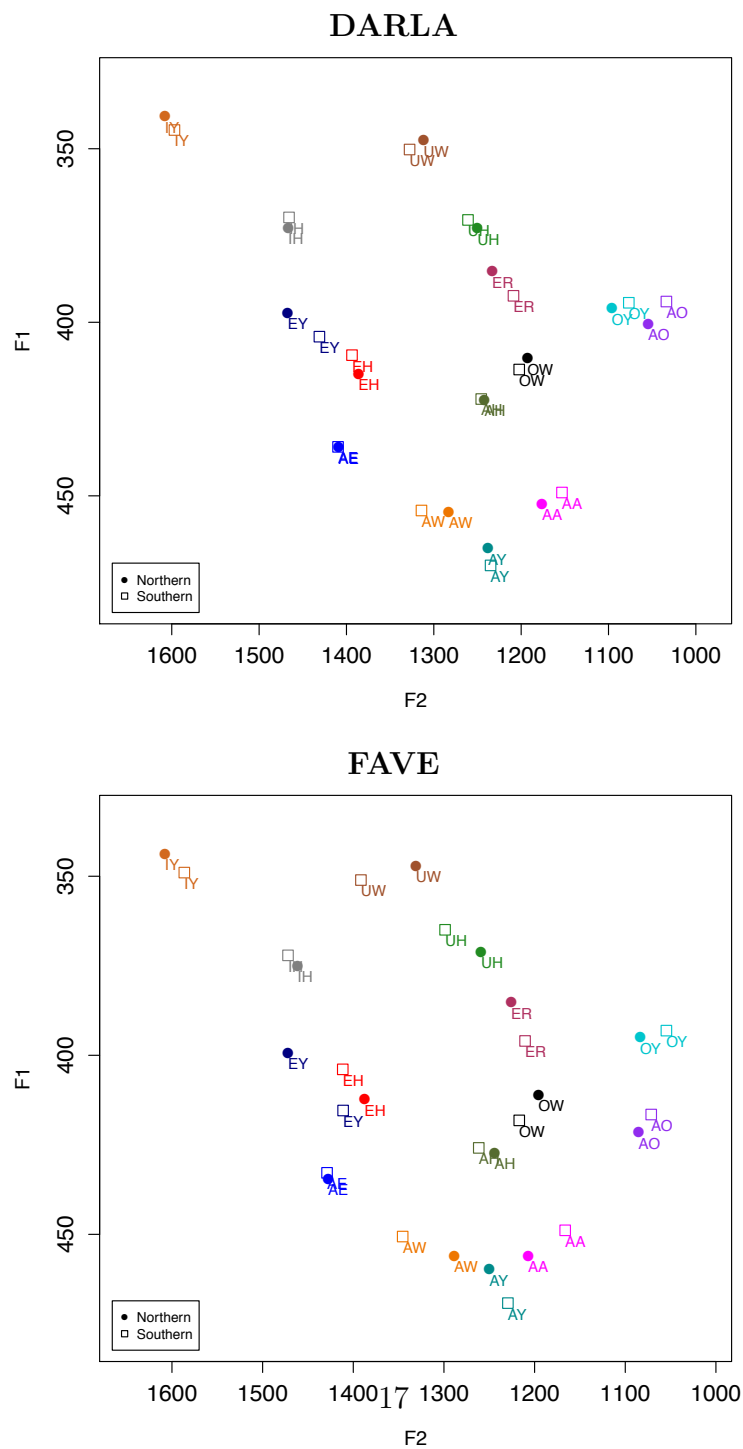 DARLA
IY
IY
UW
UW
IH
IH
UH
UH
ER
ER
EY
EY
OY OY
AO
AO
EH
EH
OW
OW
AH
AH
AE
AE
AW AW
AA
AA
AY
AY
350
400
450
F1
Northern
Southern
1600 1500 1400 1300 1200 1100 1000
F2
FAVE
IY
IY
UW
UW
UH
UH
IH
IH
ER
ER
EY
EY
OY
OY
EH
EH
OW
OW
AO
AO
AH
AH
AE
AE
AW
AW
AA
AA
AY
AY
350
400
450
F1
Northern
Southern
1600 1500 1400 1300 1200 1100 1000
17
F2